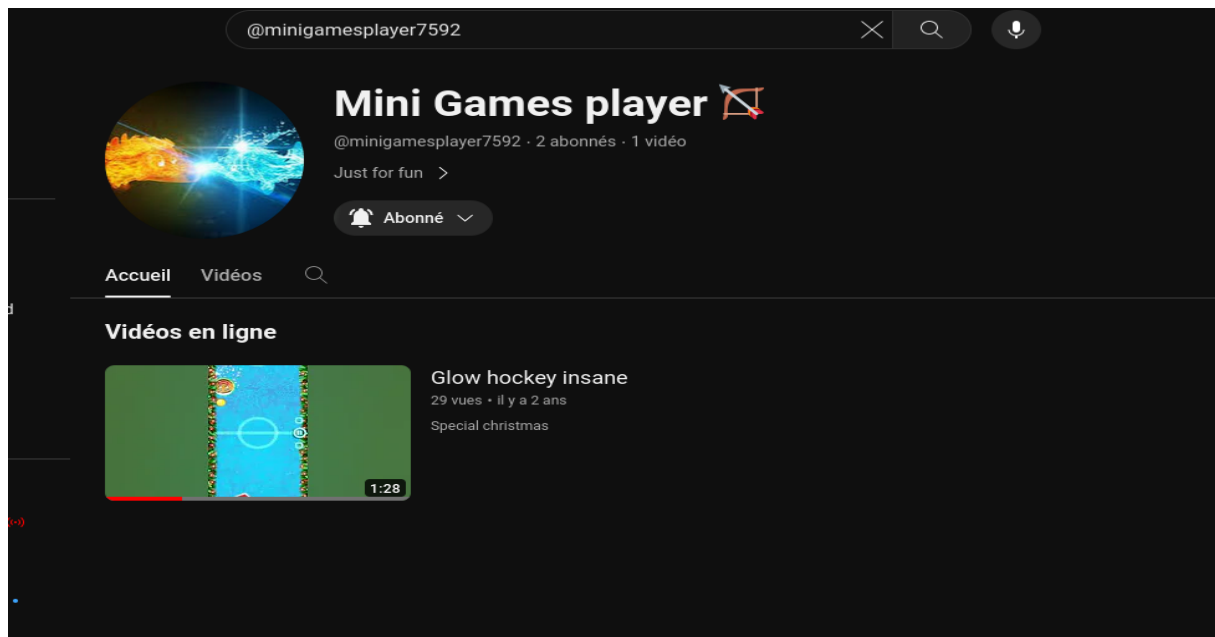 @minigamesplayer7592
Mini Games player 🏹
@minigamesplayer7592 · 2 abonnés · 1 vidéo
Just for fun
Abonné
Accueil Vidéos
d
Vidéos en ligne
Glow hockey insane
29 vues • il y a 2 ans
Special christmas
1:28